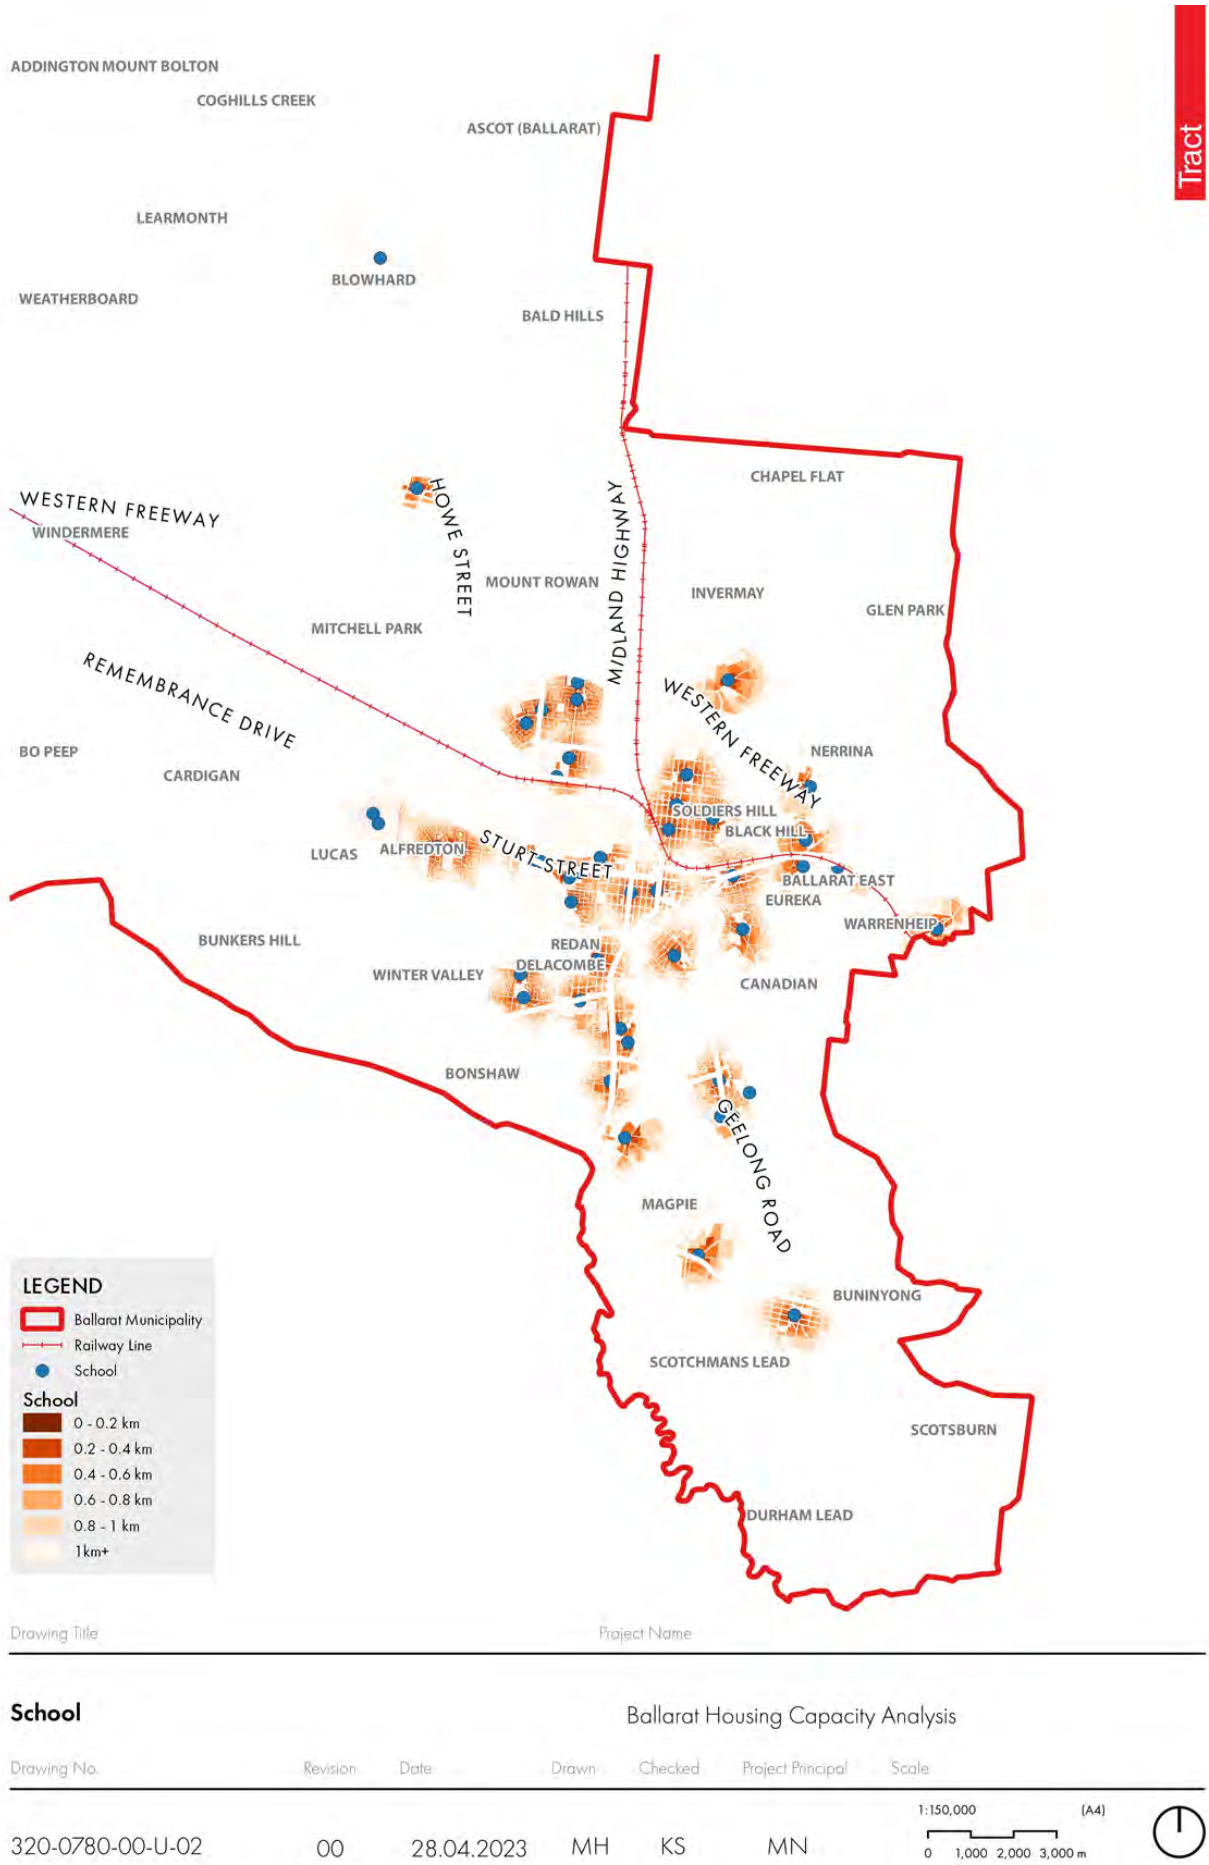 Tract
ADDINGTON MOUNT BOLTON
COGHILLS CREEK
ASCOT (BALLARAT)
LEARMONTH
BLOWHARD
WEATHERBOARD
BALD HILLS
CHAPEL FLAT
WESTERN FREEWAY
WINDERMERE
HOWE STREET
MIDLAND HIGHWAY
MOUNT ROWAN
INVERMAY
GLEN PARK
MITCHELL PARK
REMEMBRANCE DRIVE
WESTERN FREEWAY
BO PEEP
NERRINA
CARDIGAN
SOLDIERS HILL
BLACK HILL
STURT STREET
LUCAS
ALFREDTON
BALLARAT EAST
EUREKA
WARRENHEIP
BUNKERS HILL
REDAN
DELACOMBE
WINTER VALLEY
CANADIAN
BONSHAW
GEELONG ROAD
MAGPIE
BUNINYONG
SCOTCHMANS LEAD
SCOTSBURN
DURHAM LEAD
LEGEND
Ballarat Municipality
Railway Line
School
School
0 - 0.2 km
0.2 - 0.4 km
0.4 - 0.6 km
0.6 - 0.8 km
0.8 - 1 km
1km+
Drawing Title
Project Name
School
Ballarat Housing Capacity Analysis
Drawing No.
Revision
Date
Drawn
Checked
Project Principal
Scale
1:150,000
(A4)
320-0780-00-U-02
00
28.04.2023
MH
KS
MN
0 1,000 2,000 3,000 m